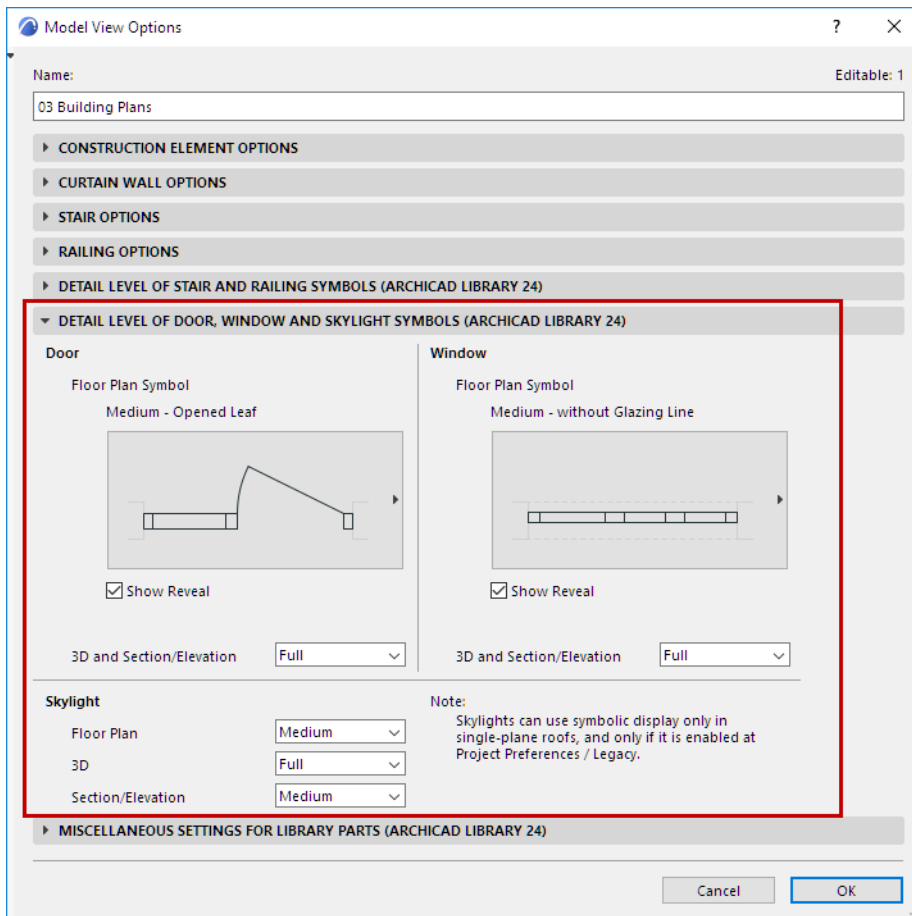 Model View Options
?
Name:
Editable: 1
03 Building Plans
CONSTRUCTION ELEMENT OPTIONS
CURTAIN WALL OPTIONS
STAIR OPTIONS
RAILING OPTIONS
DETAIL LEVEL OF STAIR AND RAILING SYMBOLS (ARCHICAD LIBRARY 24)
DETAIL LEVEL OF DOOR, WINDOW AND SKYLIGHT SYMBOLS (ARCHICAD LIBRARY 24)
Door
Floor Plan Symbol
Medium - Opened Leaf
Show Reveal
3D and Section/Elevation
Full
Window
Floor Plan Symbol
Medium - without Glazing Line
Show Reveal
3D and Section/Elevation
Full
Skylight
Floor Plan
Medium
3D
Full
Section/Elevation
Medium
Note:
Skylights can use symbolic display only in
single-plane roofs, and only if it is enabled at
Project Preferences / Legacy.
MISCELLANEOUS SETTINGS FOR LIBRARY PARTS (ARCHICAD LIBRARY 24)
Cancel
OK